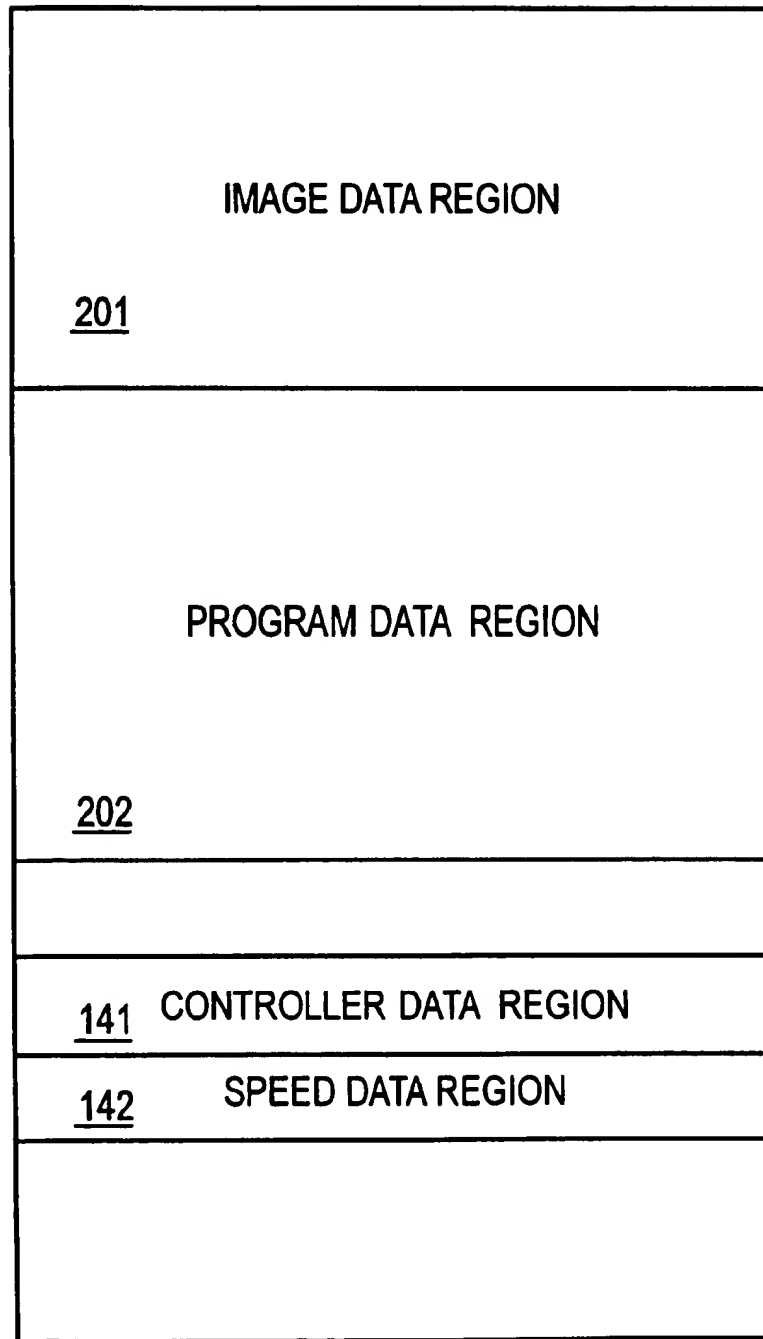 IMAGE DATA REGION
201
PROGRAM DATA REGION
202
141 CONTROLLER DATA REGION
142 SPEED DATA REGION